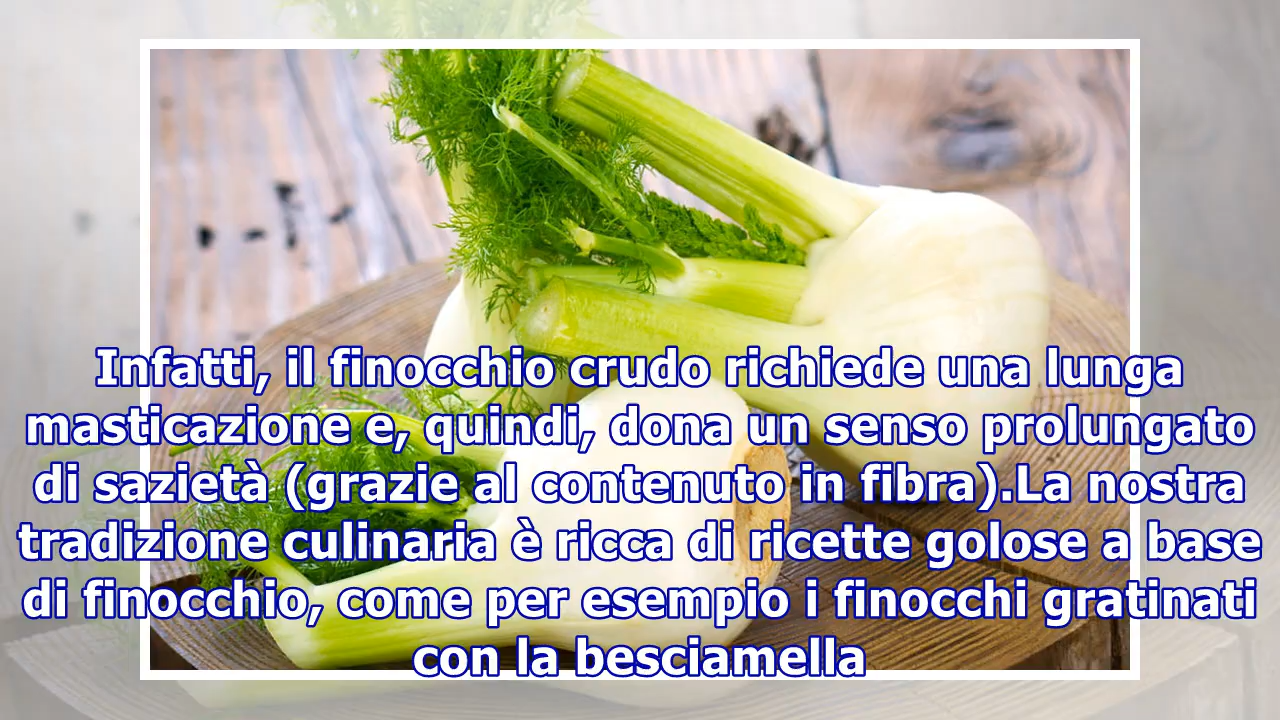 Infatti, il finocchio crudo richiede una lunga
masticazione e, quindi, dona un senso prolungato
di sazietà (grazie al contenuto in fibra).La nostra
tradizione culinaria è ricca di ricette golose a base
di finocchio, come per esempio i finocchi gratinati
con la besciamella